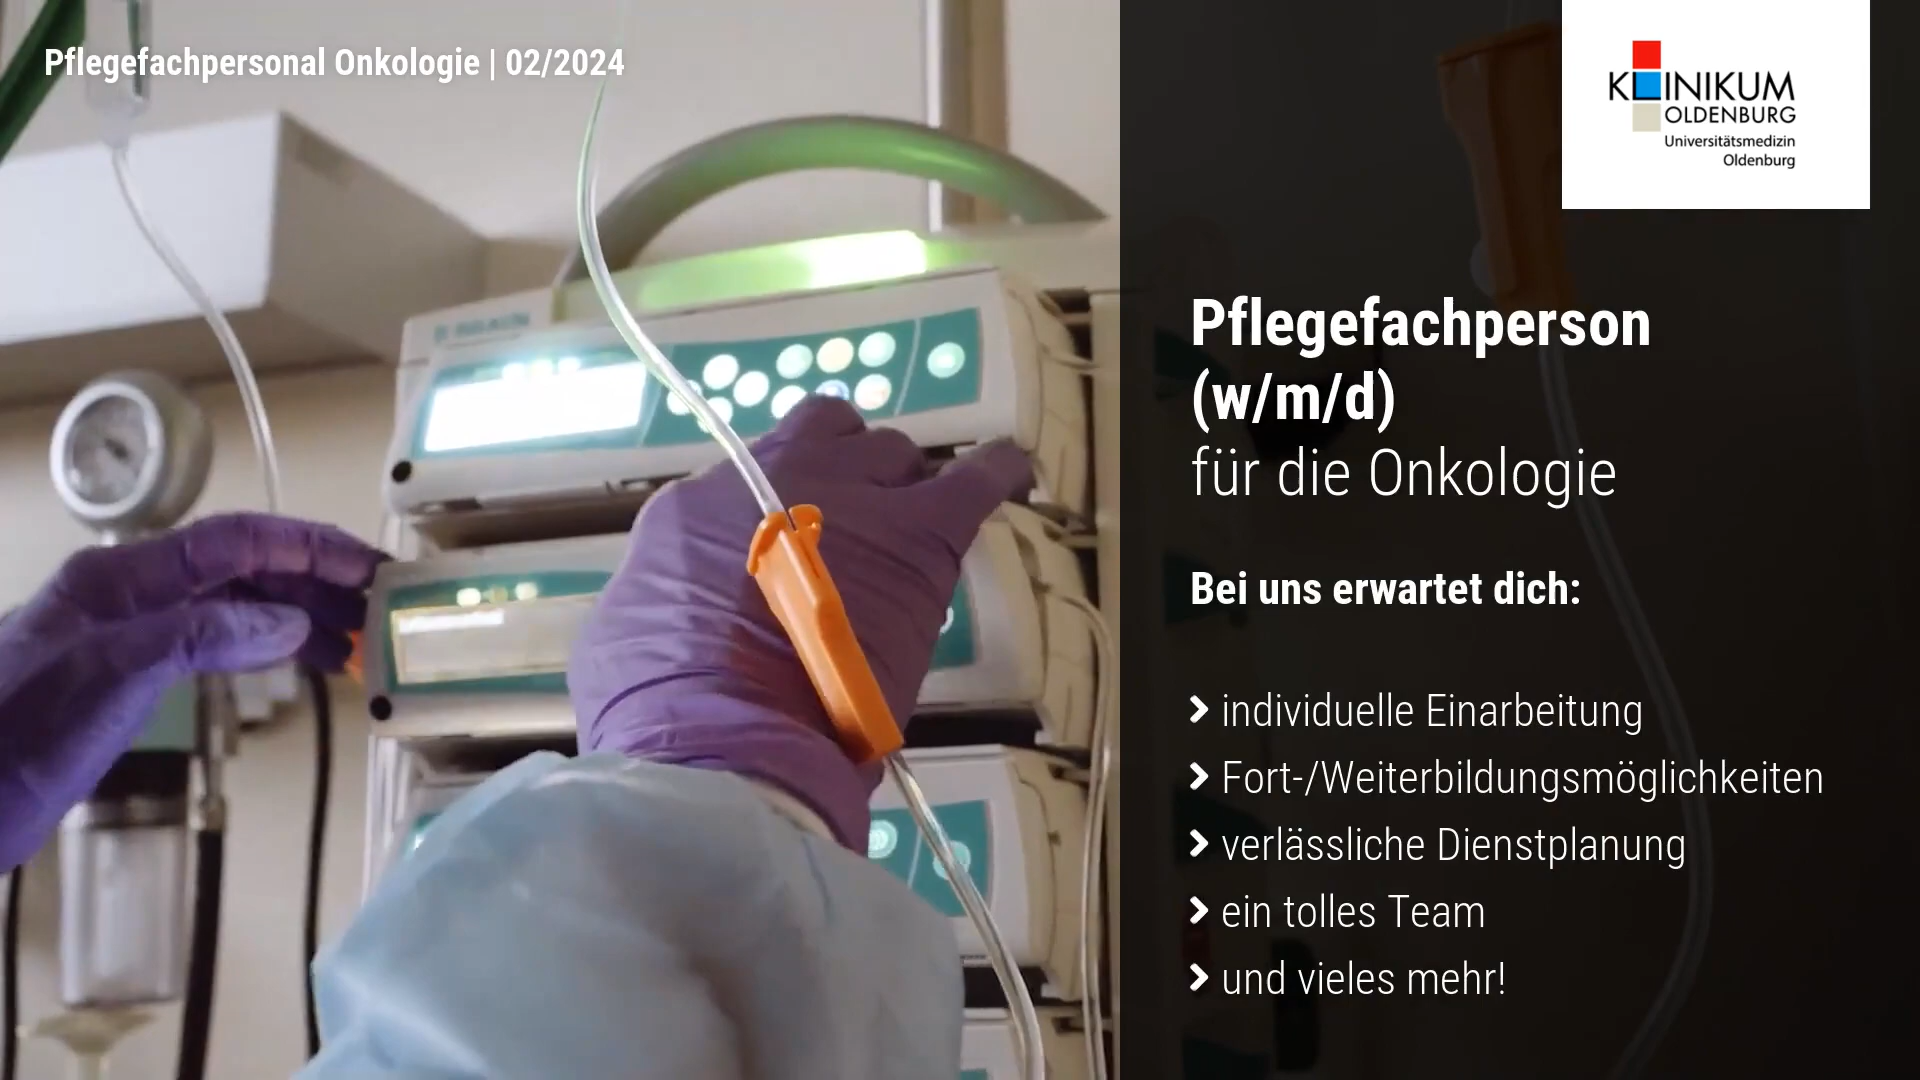 Pflegefachpersonal Onkologie | 02/2024
KLINIKUM
OLDENBURG
Universitätsmedizin
Oldenburg
Pflegefachperson
(w/m/d)
für die Onkologie
Bei uns erwartet dich:
individuelle Einarbeitung
Fort-/Weiterbildungsmöglichkeiten
verlässliche Dienstplanung
ein tolles Team
und vieles mehr!